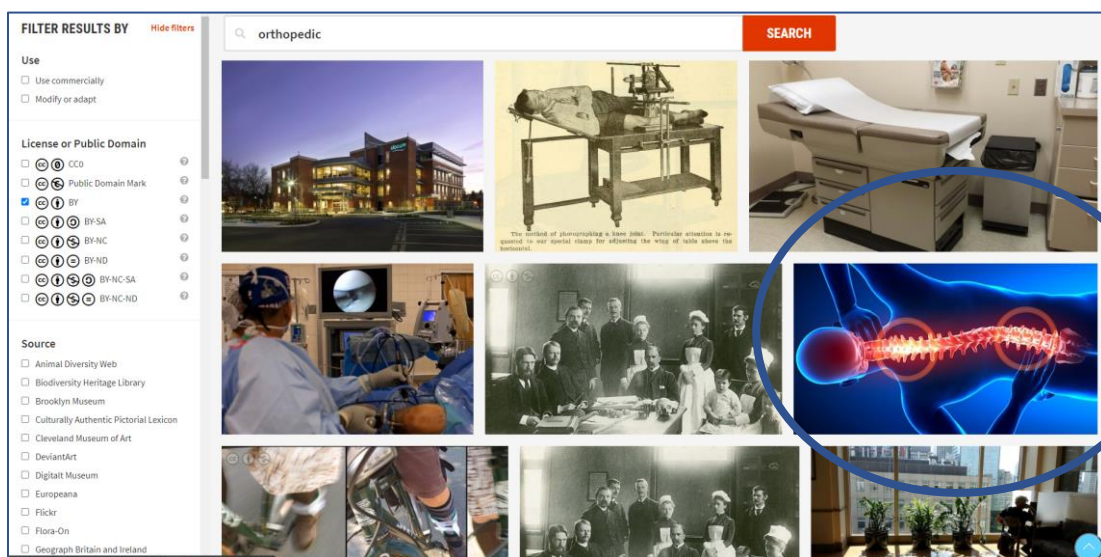 FILTER RESULTS BY
Hide filters
orthopedic
SEARCH
Use
Use commercially
Modify or adapt
License or Public Domain
CC0
Public Domain Mark
BY
BY-SA
BY-NC
BY-ND
BY-NC-SA
BY-NC-ND
Source
Animal Diversity Web
Biodiversity Heritage Library
Brooklyn Museum
Culturally Authentic Pictorial Lexicon
Cleveland Museum of Art
DeviantArt
Digitalt Museum
Europeana
Flickr
Flora-On
Geograph Britain and Ireland
The method of photographing a knee joint. Particular attention is re-
quested to our special clamp for adjusting the wing of table above the
horizontal.